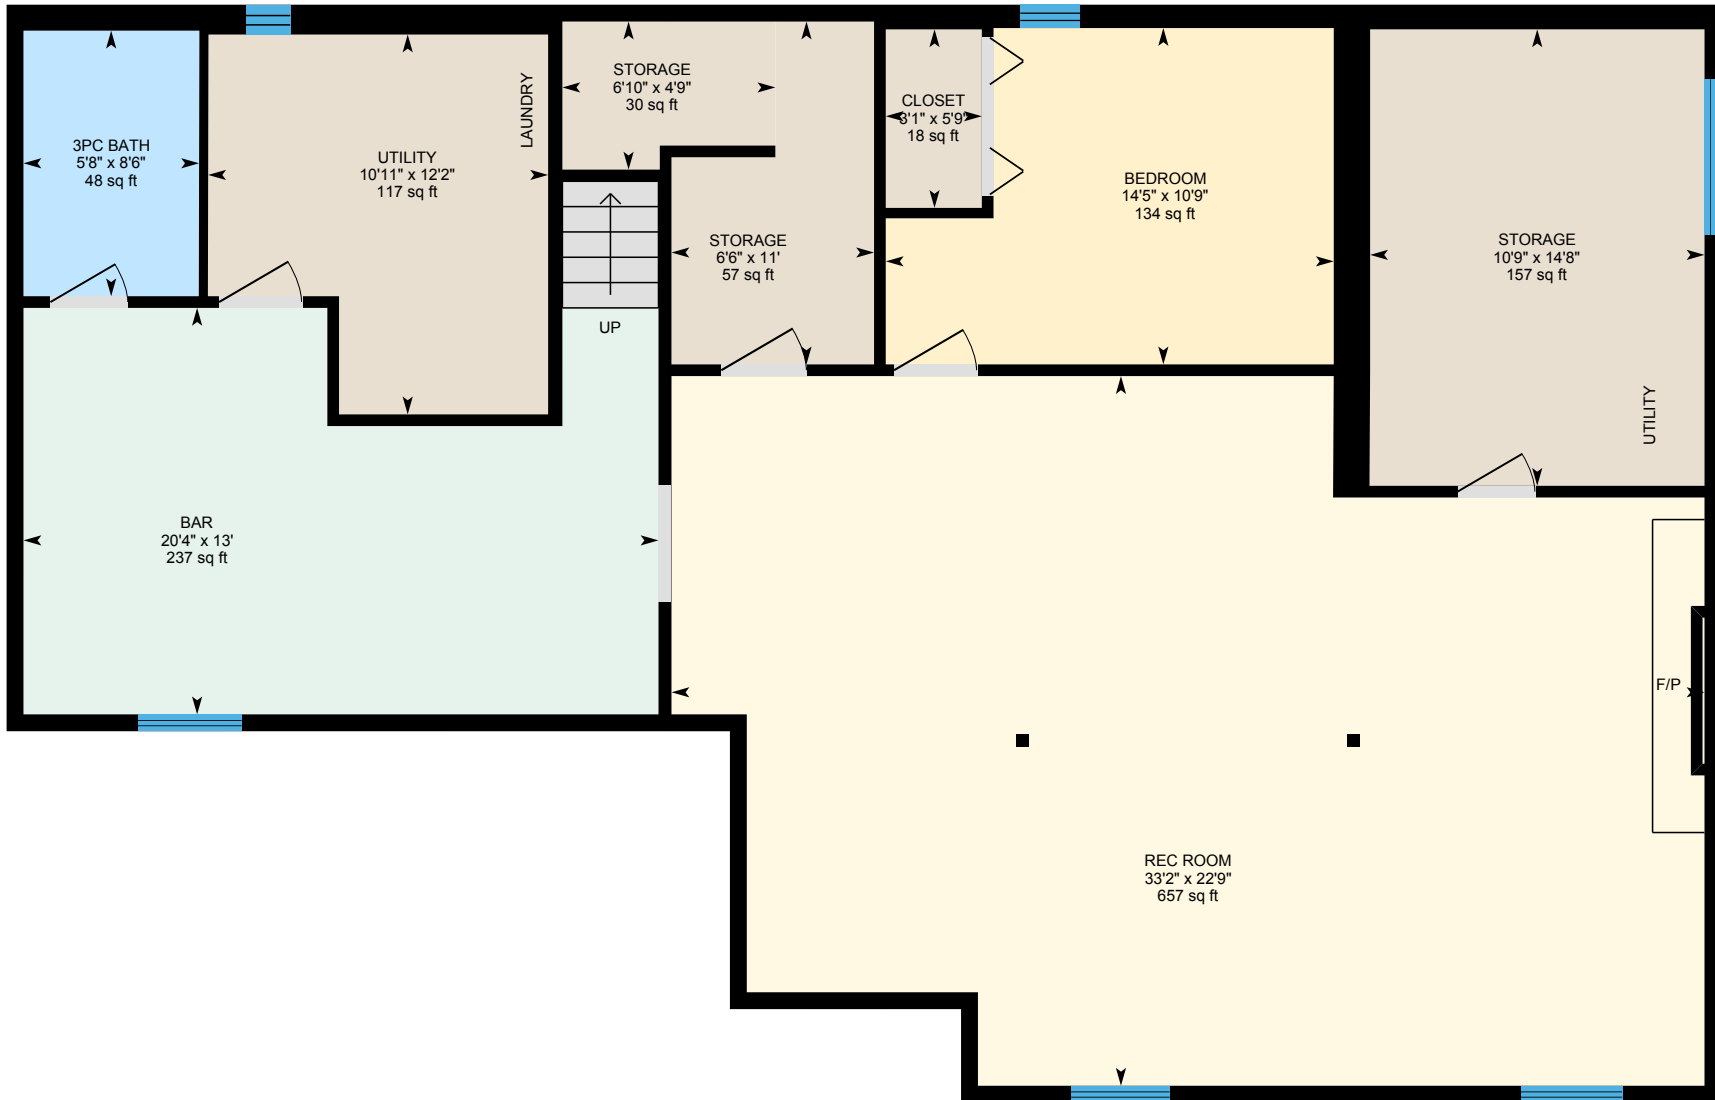 3PC BATH
5'8" x 8'6"
48 sq ft
UTILITY
10'11" x 12'2"
117 sq ft
LAUNDRY
STORAGE
6'10" x 4'9"
30 sq ft
CLOSET
3'1" x 5'9"
18 sq ft
BEDROOM
14'5" x 10'9"
134 sq ft
STORAGE
6'6" x 11'
57 sq ft
STORAGE
10'9" x 14'8"
157 sq ft
UP
UTILITY
BAR
20'4" x 13'
237 sq ft
F/P
REC ROOM
33'2" x 22'9"
657 sq ft